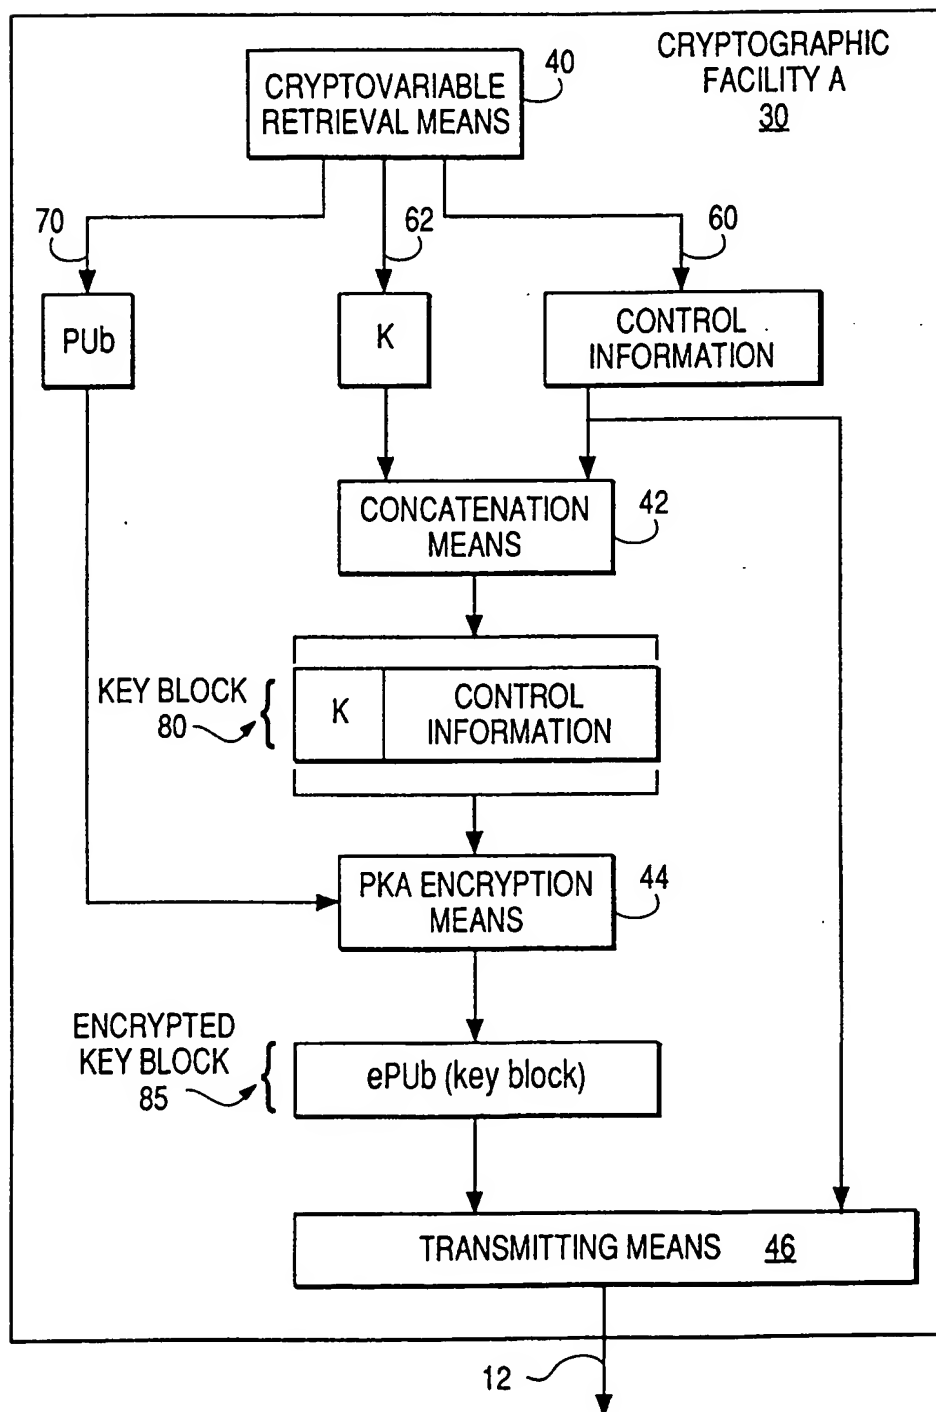 CRYPTOGRAPHIC
FACILITY A
30
CRYPTOVARIABLE
RETRIEVAL MEANS
40
70
62
60
PUb
K
CONTROL
INFORMATION
CONCATENATION
MEANS
42
KEY BLOCK
80
K
CONTROL
INFORMATION
PKA ENCRYPTION
MEANS
44
ENCRYPTED
KEY BLOCK
85
ePUb (key block)
TRANSMITTING MEANS 46
12